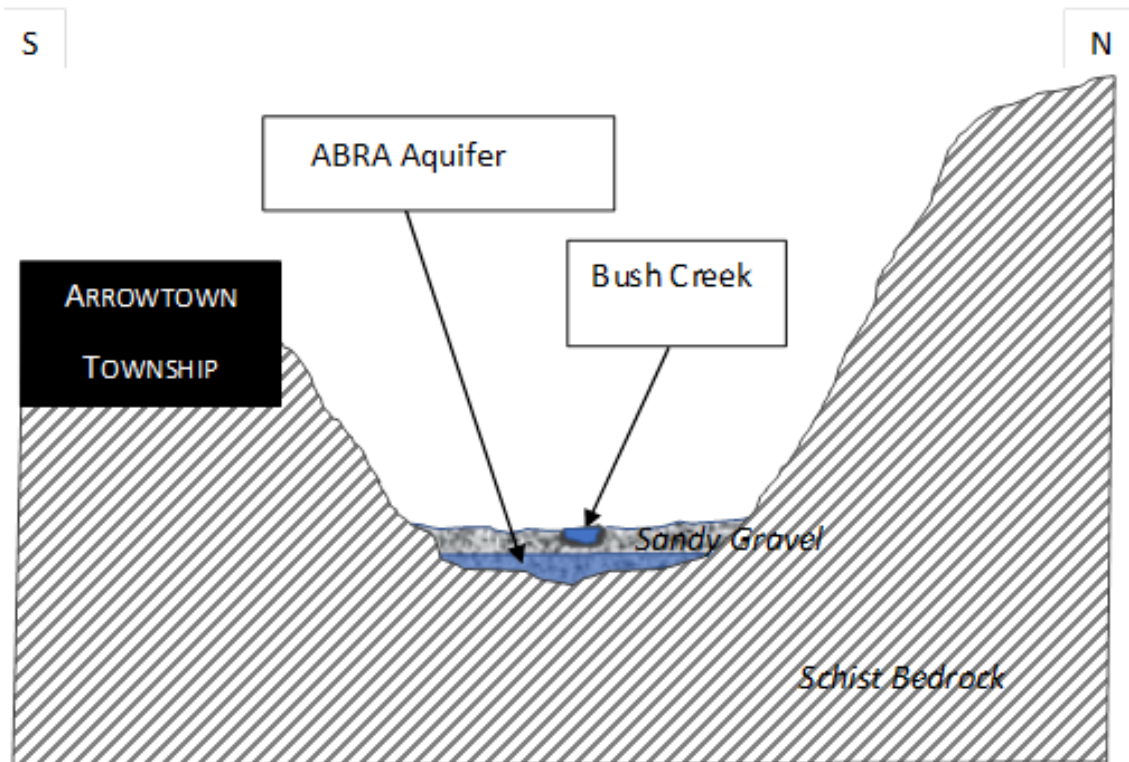 S
N
ABRA Aquifer
Bush Creek
ARROWTOWN
TOWNSHIP
Sandy Gravel
Schist Bedrock